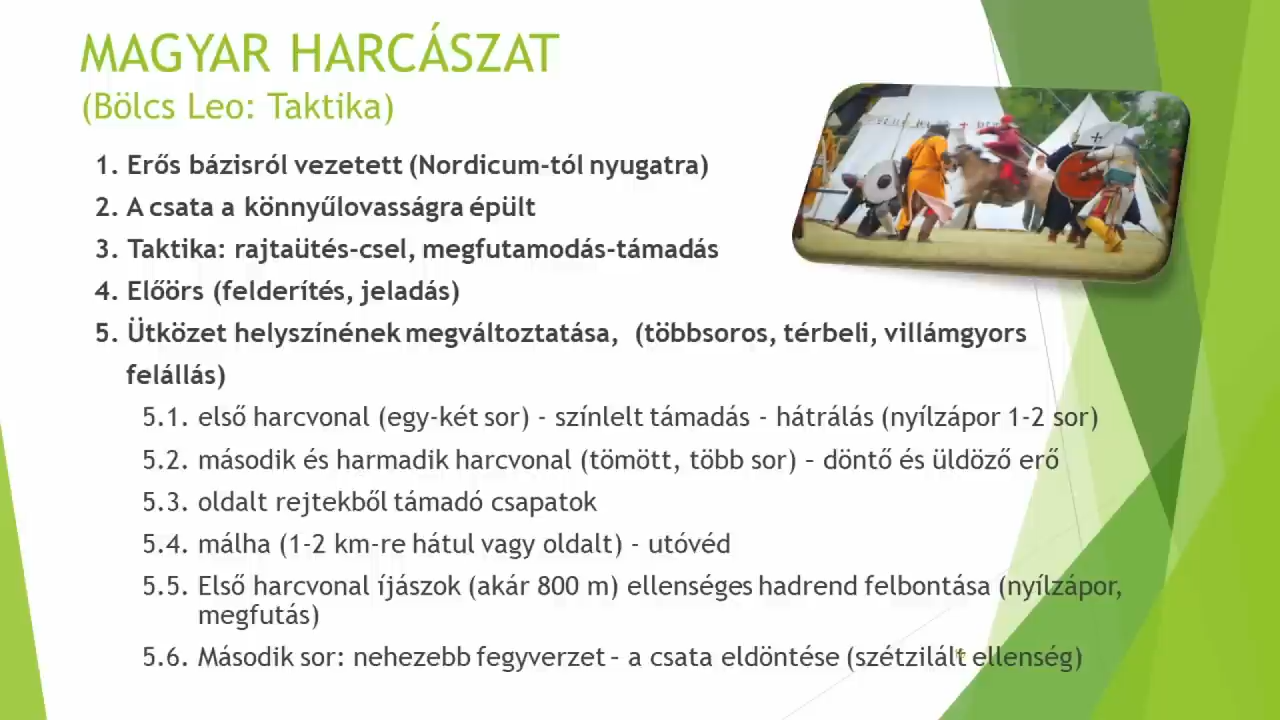 MAGYAR HARCÁSZAT
(Bölcs Leo: Taktika)
1. Erős bázisról vezetett (Nordicum-tól nyugatra)
2. A csata a könnyűlovasságra épült
3. Taktika: rajtaütés-csel, megfutamodás-támadás
4. Előörs (felderítés, jeladás)
5. Ütközet helyszínének megváltoztatása, (többsoros, térbeli, villámgyors
felállás)
5.1. első harcvonal (egy-két sor) - színlelt támadás - hátrálás (nyílzápor 1-2 sor)
5.2. második és harmadik harcvonal (tömött, több sor) – döntő és üldöző erő
5.3. oldalt rejtekből támadó csapatok
5.4. málha (1-2 km-re hátul vagy oldalt) - utóvéd
5.5. Első harcvonal íjászok (akár 800 m) ellenséges hadrend felbontása (nyílzápor,
megfutás)
5.6. Második sor: nehezebb fegyverzet – a csata eldöntése (szétzilált ellenség)